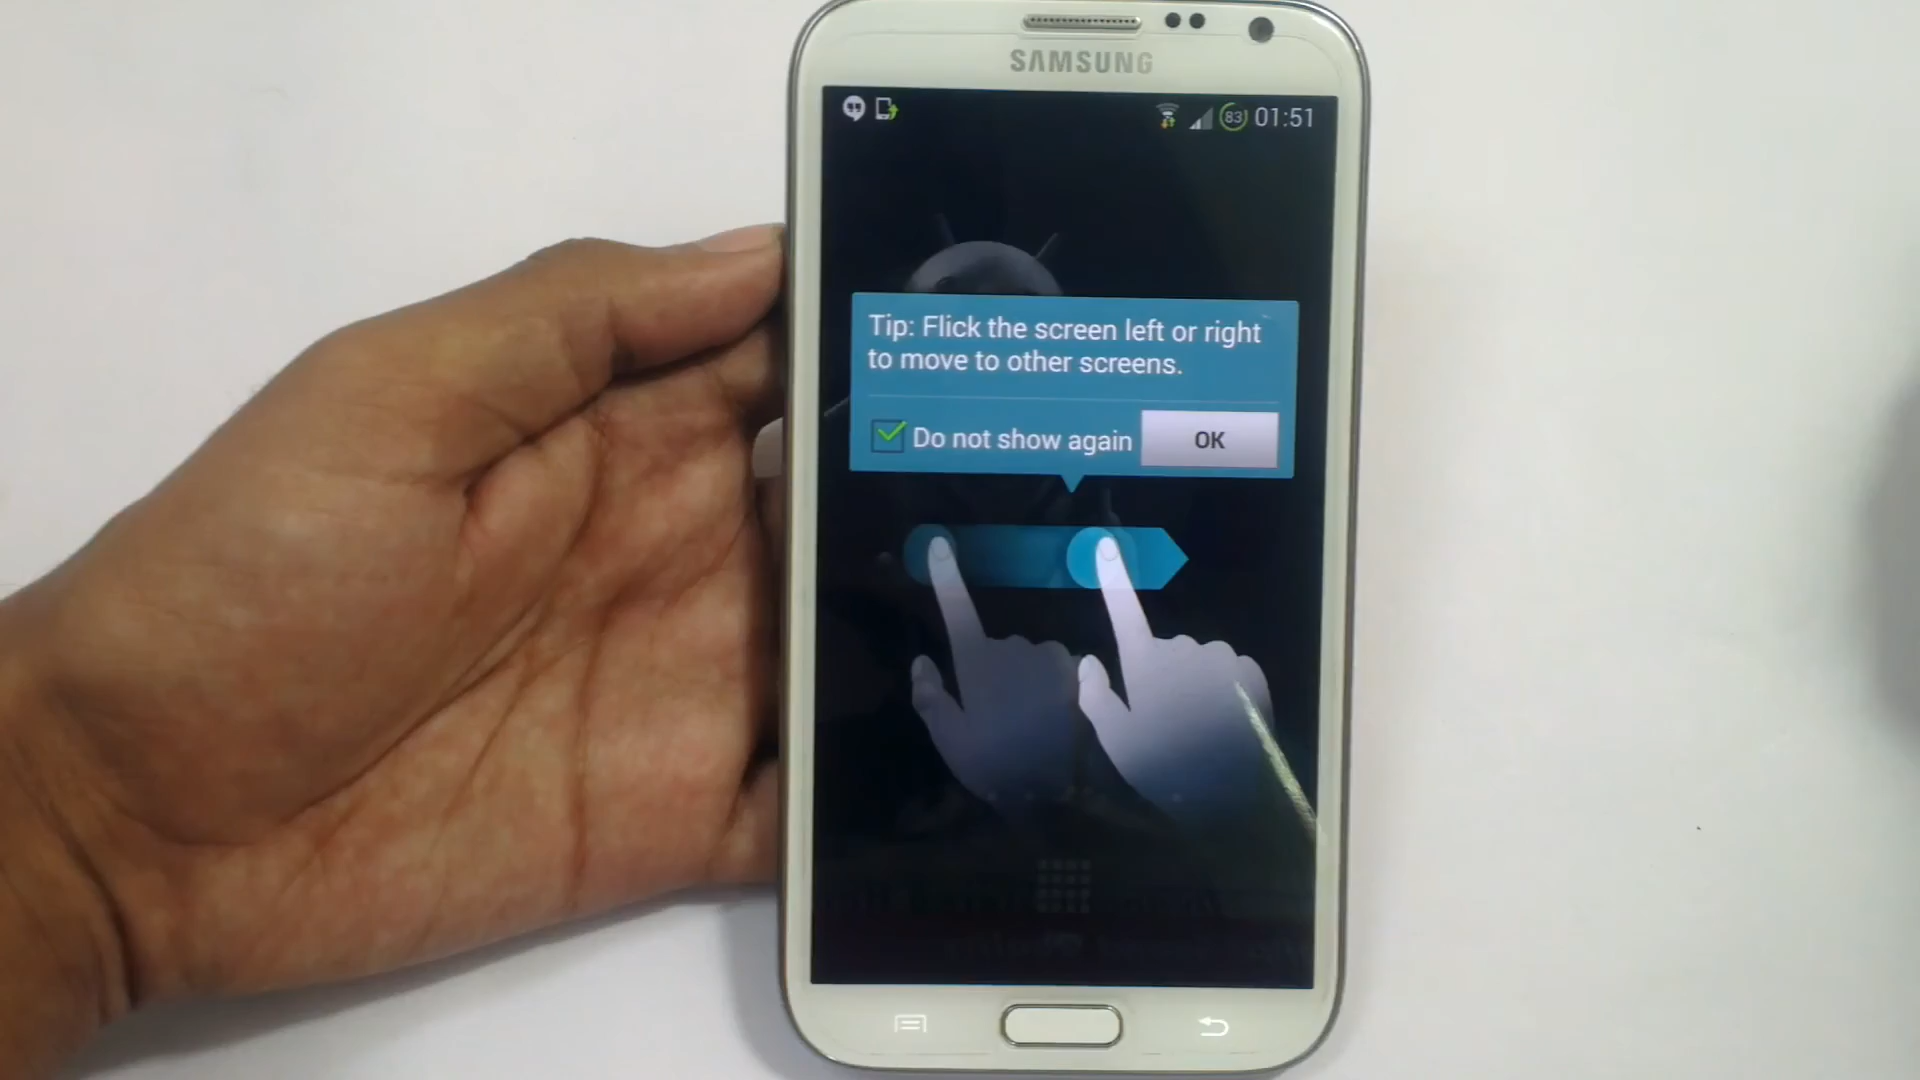 SAMSUNG
83 01:51
Tip: Flick the screen left or right
to move to other screens.
Do not show again
OK